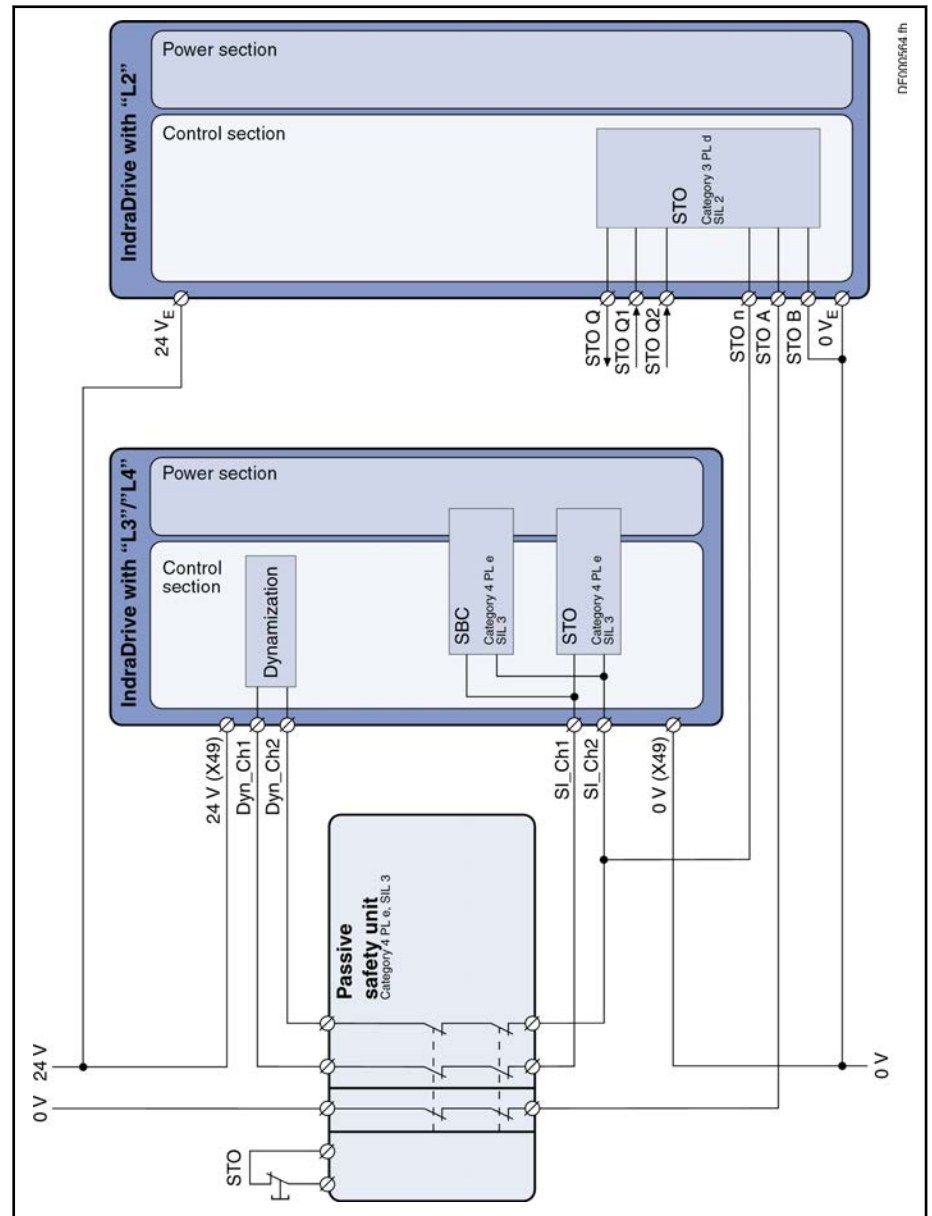 DF000564.fh
IndraDrive with “L2”
Power section
Control section
STO
Category 3 PL d
SIL 2
24 VE
STO Q
STO Q1
STO Q2
STO n
STO A
STO B
0 VE
IndraDrive with “L3”/”L4”
Power section
Control
section
Dynamization
SBC
Category 4 PL e
SIL 3
STO
Category 4 PL e
SIL 3
24 V (X49)
Dyn_Ch1
Dyn_Ch2
SI_Ch1
SI_Ch2
0 V (X49)
Passive
safety unit
Category 4 PL e, SIL 3
24 V
0 V
0 V
STO